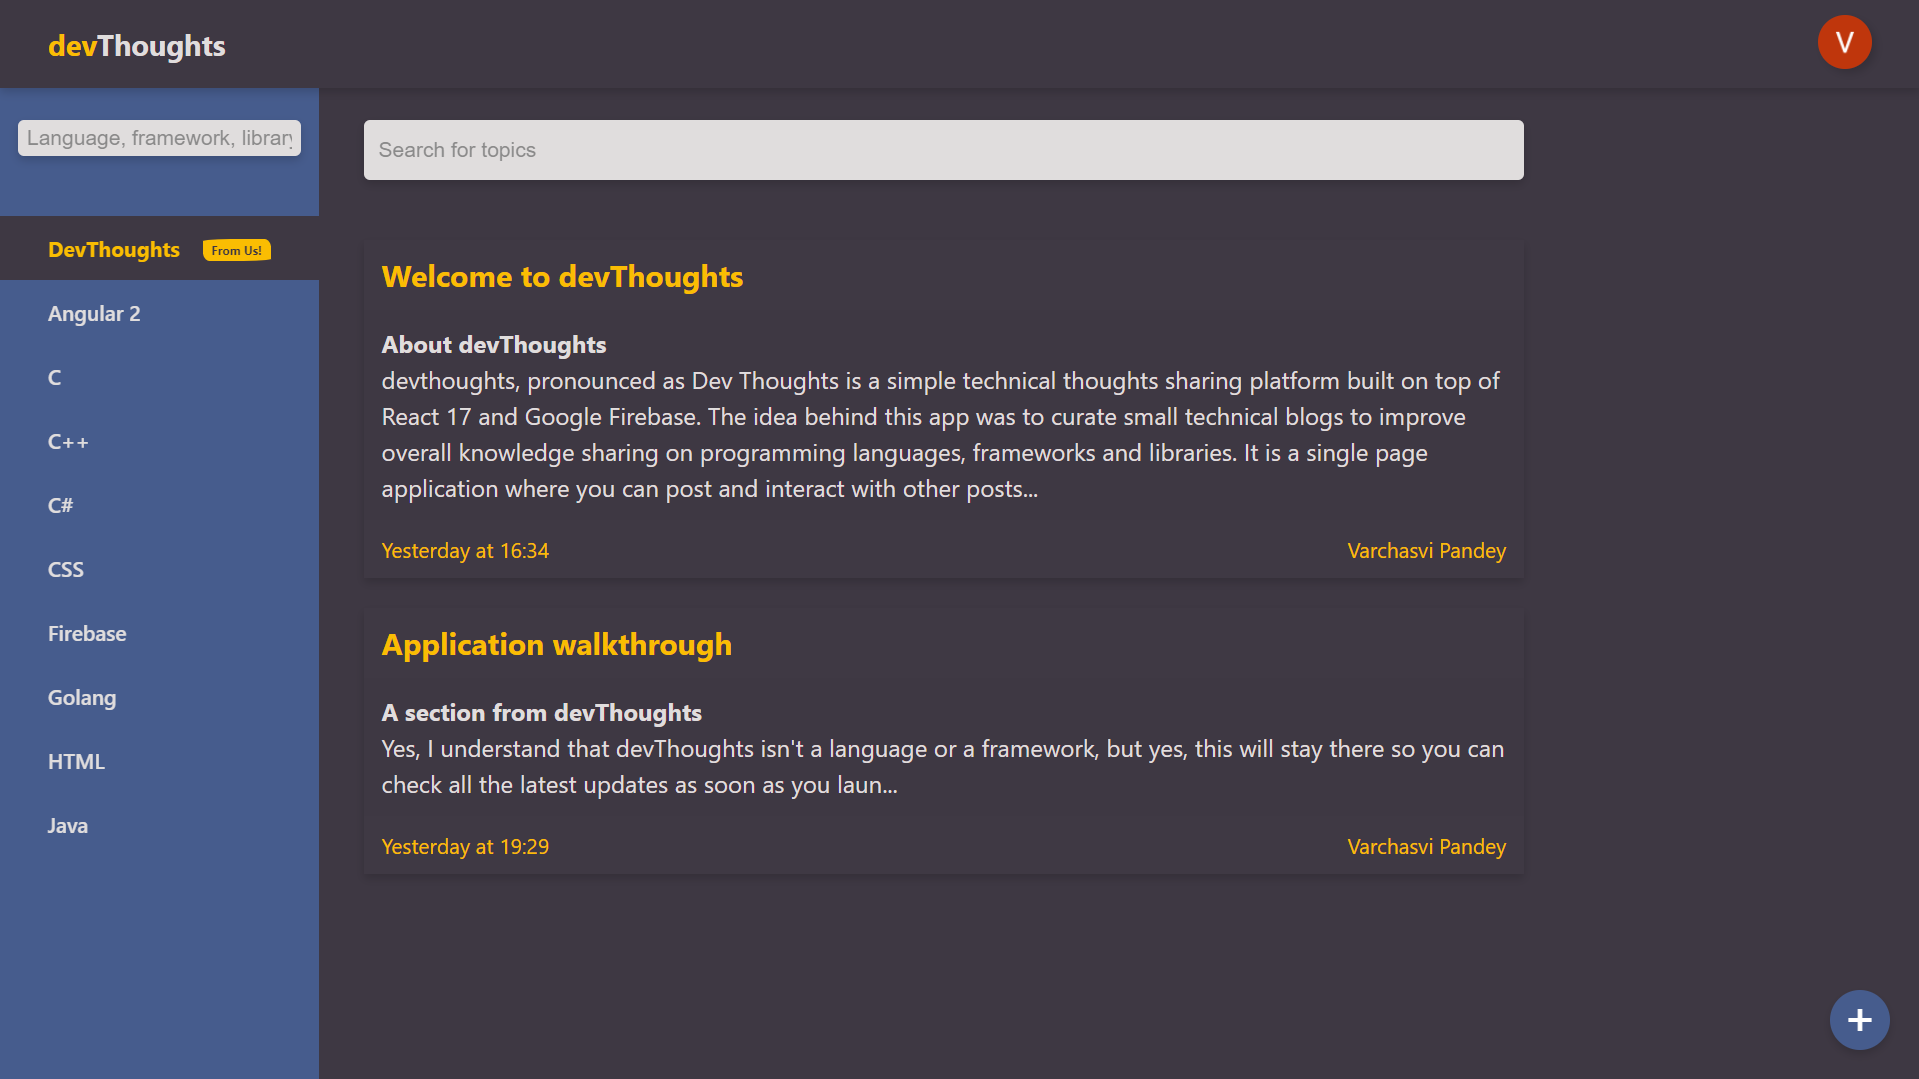 devThoughts
V
Language, framework, library
Search for topics
DevThoughts
From Us!
Angular 2
C
C++
C#
CSS
Firebase
Golang
HTML
Java
Welcome to devThoughts
About devThoughts
devthoughts, pronounced as Dev Thoughts is a simple technical thoughts sharing platform built on top of
React 17 and Google Firebase. The idea behind this app was to curate small technical blogs to improve
overall knowledge sharing on programming languages, frameworks and libraries. It is a single page
application where you can post and interact with other posts...
Yesterday at 16:34
Varchasvi Pandey
Application walkthrough
A section from devThoughts
Yes, I understand that devThoughts isn't a language or a framework, but yes, this will stay there so you can
check all the latest updates as soon as you laun...
Yesterday at 19:29
Varchasvi Pandey
+